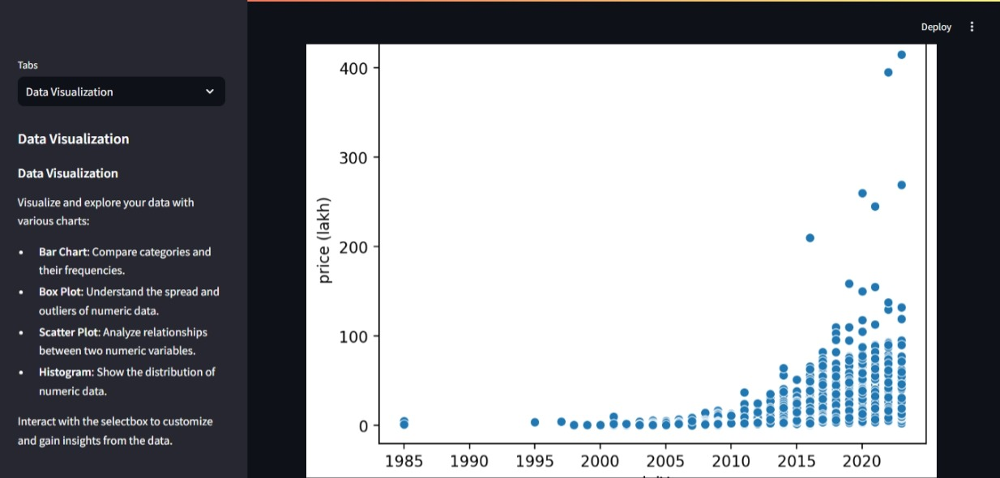 Deploy
Tabs
Data Visualization
Data Visualization
Data Visualization
Visualize and explore your data with
various charts:
• Bar Chart: Compare categories and
their frequencies.
• Box Plot: Understand the spread and
outliers of numeric data.
• Scatter Plot: Analyze relationships
between two numeric variables.
• Histogram: Show the distribution of
numeric data.
Interact with the selectbox to customize
and gain insights from the data.
price (lakh)
400
300
200
100
0
1985 1990 1995 2000 2005 2010 2015 2020